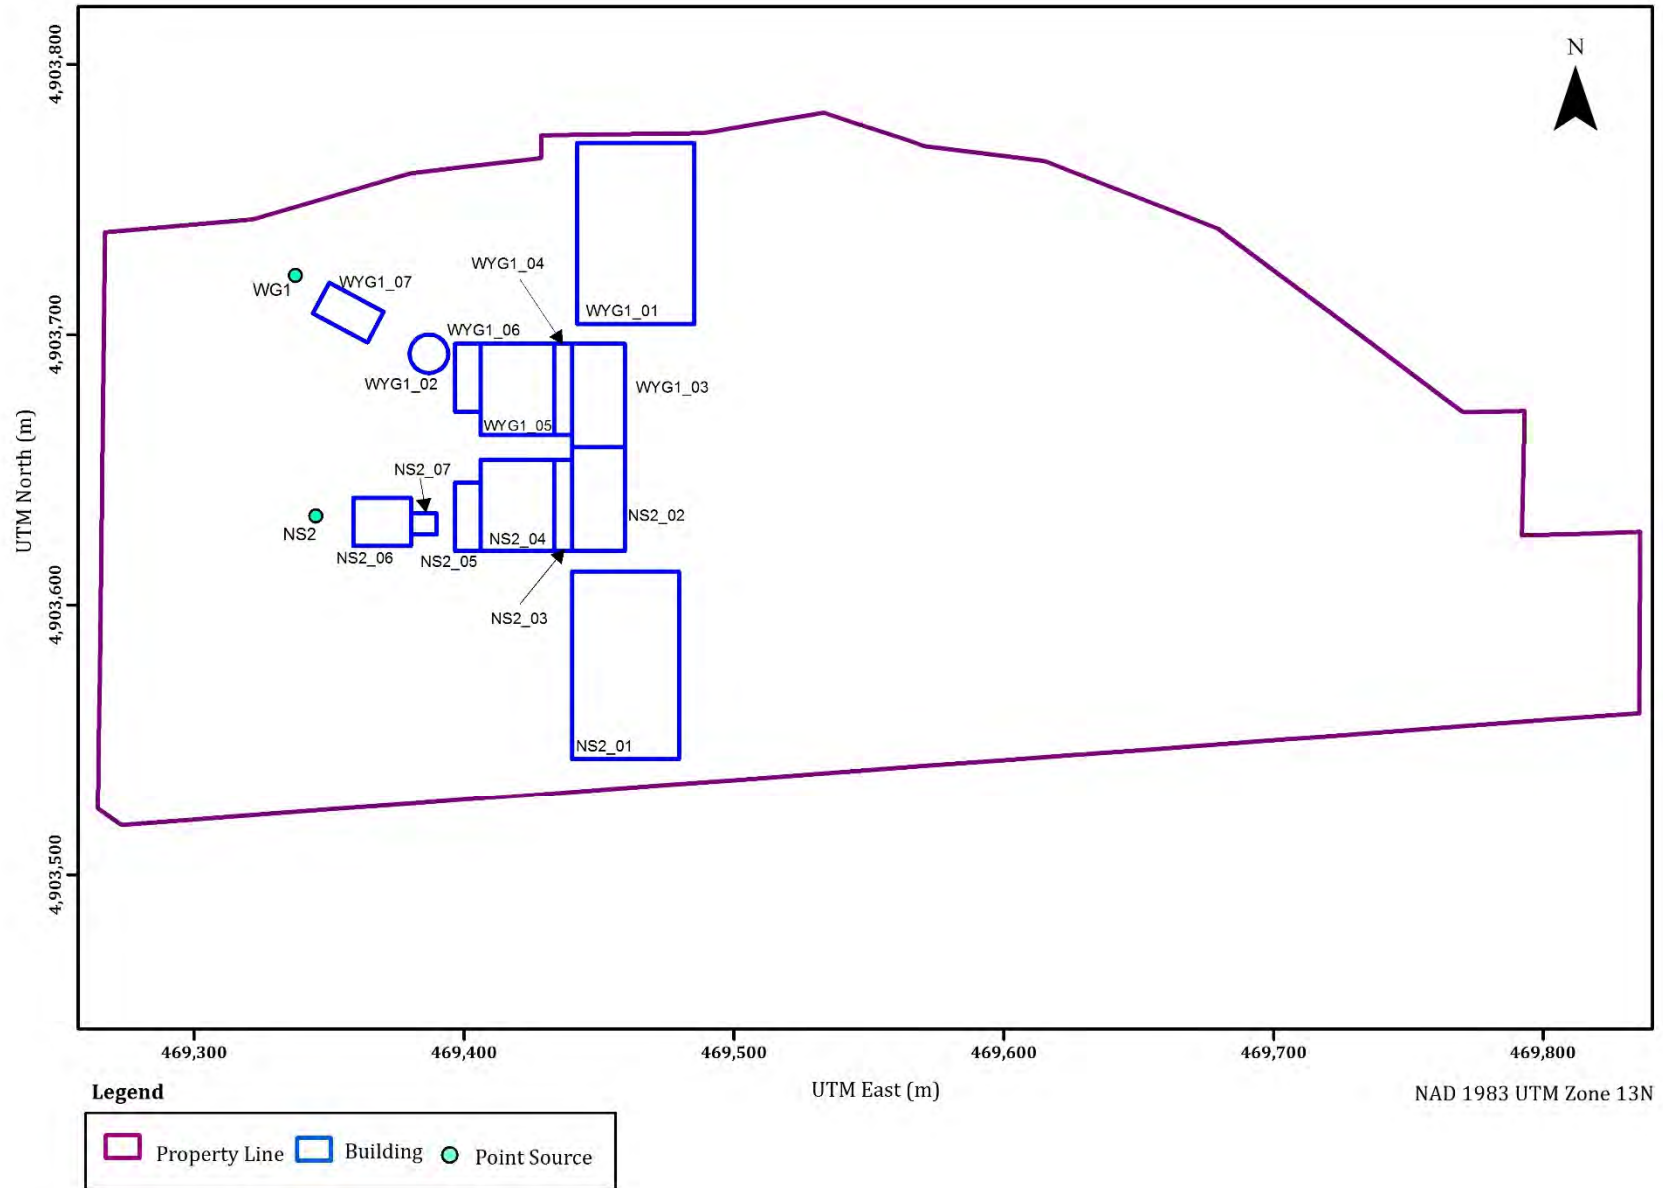 N
4,903,800
4,903,700
4,903,600
4,903,500
UTM North (m)
WYG1_04
WG1
WYG1_07
WYG1_01
WYG1_06
WYG1_02
WYG1_03
WYG1_05
NS2_07
NS2
NS2_02
NS2_04
NS2_06
NS2_05
NS2_03
NS2_01
469,300
469,400
469,500
469,600
469,700
469,800
UTM East (m)
NAD 1983 UTM Zone 13N
Legend
Property Line
Building
Point Source